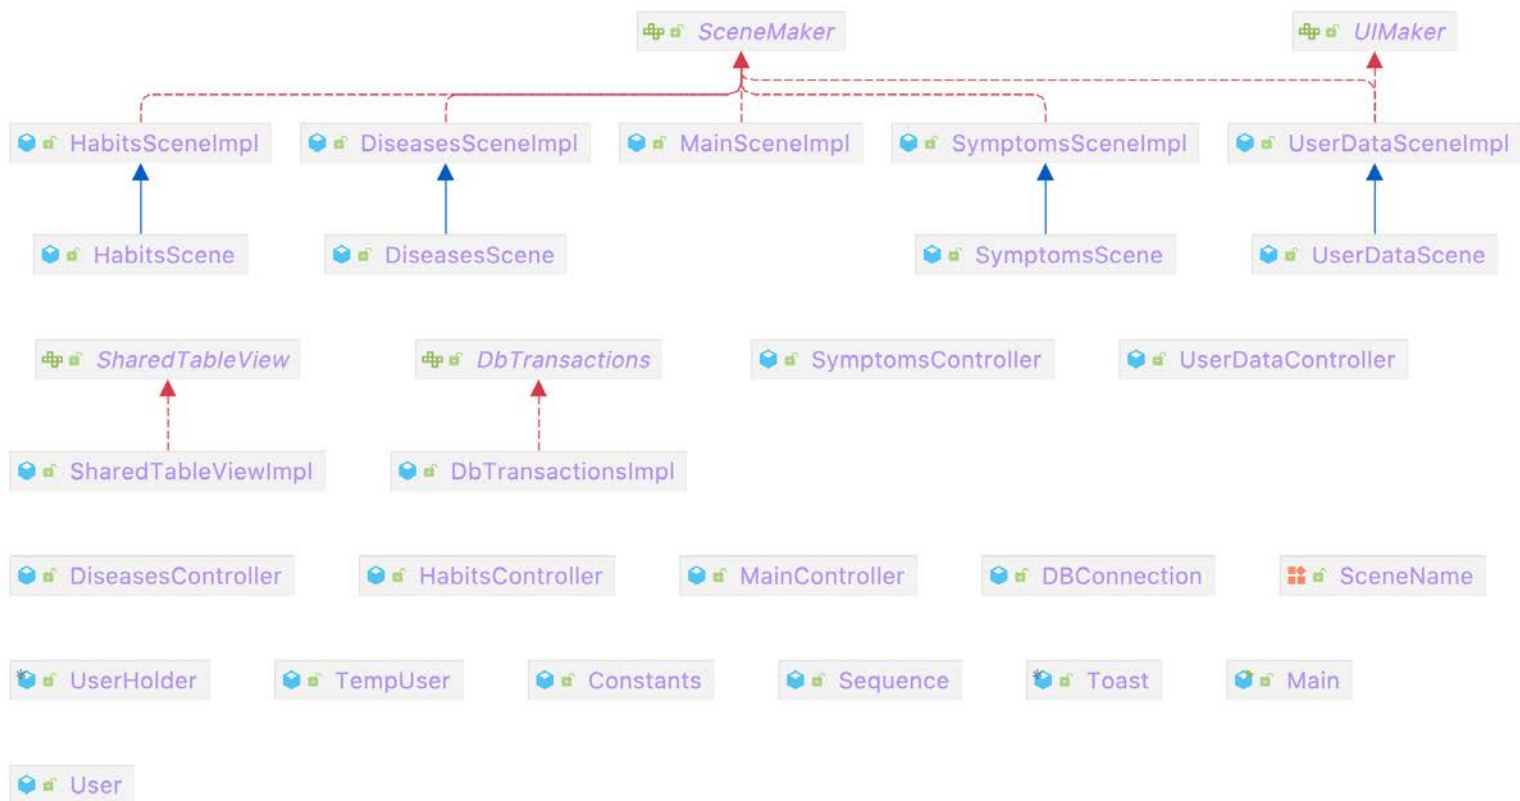 SceneMaker UIMaker
HabitsSceneImpl DiseasesSceneImpl MainSceneImpl SymptomsSceneImpl UserDataSceneImpl
HabitsScene DiseasesScene SymptomsScene UserDataScene
SharedTableView DbTransactions SymptomsController UserDataController
SharedTableViewImpl DbTransactionsImpl
DiseasesController HabitsController MainController DBConnection SceneName
UserHolder TempUser Constants Sequence Toast Main
User